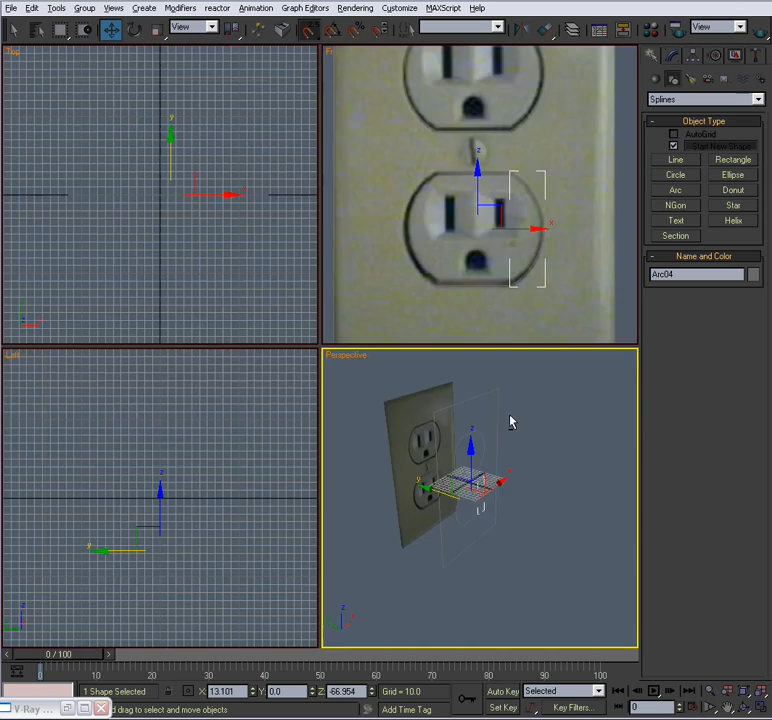 File Edit Tools Group Views Create Modifiers reactor Animation Graph Editors Rendering Customize MAXScript Help
View View
Top
Splines
Object Type
AutoGrid
Start New Shape
Line Rectangle
Circle Ellipse
Arc Donut
NGon Star
Text Helix
Section
Name and Color
Arc04
y
x
z
x
z
x
Left
z
y
z
Perspective
z
y
x
z
0 / 100
0 10 20 30 40 50 60 70 80 90 100
1 Shape Selected X: 13.101 Y: 0.0 Z: -66.954 Grid = 10.0 Auto Key Selected
V-Ray ... drag to select and move objects Add Time Tag Set Key Key Filters... 0